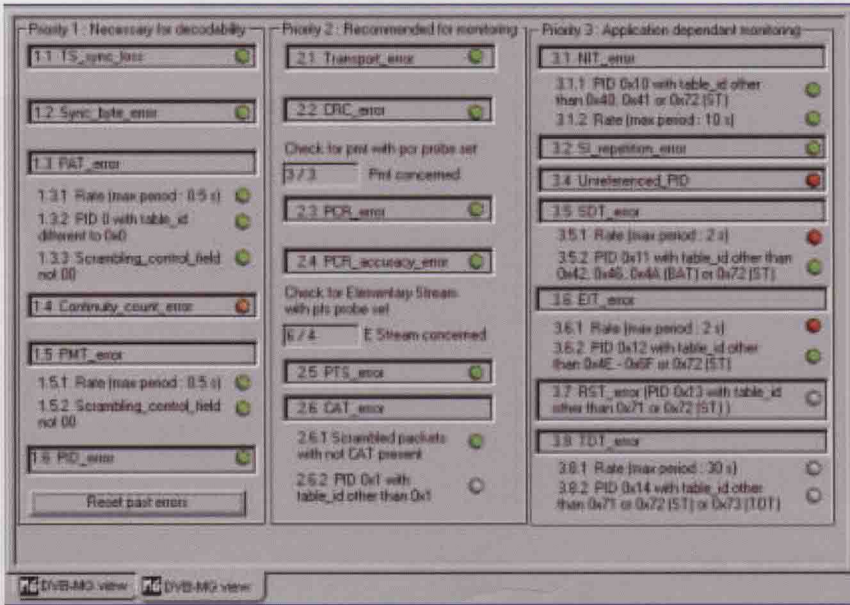 Priority 1 : Necessary for decodability
1.1 TS_sync_loss
1.2 Sync_byte_error
1.3 PAT_error
1.3.1 Rate (max period : 0.5 s)
1.3.2 PID 0 with table_id
different to 0x0
1.3.3 Scrambling_control_field
not 00
1.4 Continuity_count_error
1.5 PMT_error
1.5.1 Rate (max period : 0.5 s)
1.5.2 Scrambling_control_field
not 00
1.6 PID_error
Reset past errors
Priority 2 : Recommended for monitoring
2.1 Transport_error
2.2 CRC_error
Check for pmt with pcr probe set
3 / 3 Pmt concerned
2.3 PCR_error
2.4 PCR_accuracy_error
Check for Elementary Stream
with pts probe set
6 / 4 E Stream concerned
2.5 PTS_error
2.6 CAT_error
2.6.1 Scrambled packets
with not CAT present
2.6.2 PID 0x1 with
table_id other than 0x1
Priority 3 : Application dependant monitoring
3.1 NIT_error
3.1.1 PID 0x10 with table_id other
than 0x40, 0x41 or 0x72 (ST)
3.1.2 Rate (max period : 10 s)
3.2 SI_repetition_error
3.4 Unreferenced_PID
3.5 SDT_error
3.5.1 Rate (max period : 2 s)
3.5.2 PID 0x11 with table_id other than
0x42, 0x46, 0x4A (BAT) or 0x72 (ST)
3.6 EIT_error
3.6.1 Rate (max period : 2 s)
3.6.2 PID 0x12 with table_id other
than 0x4E - 0x6F or 0x72 (ST)
3.7 RST_error (PID 0x13 with table_id
other than 0x71 or 0x72 (ST) )
3.8 TDT_error
3.8.1 Rate (max period : 30 s)
3.8.2 PID 0x14 with table_id other
than 0x71 or 0x72 (ST) or 0x73 (TOT)
DVB-MG view DVB-MG view